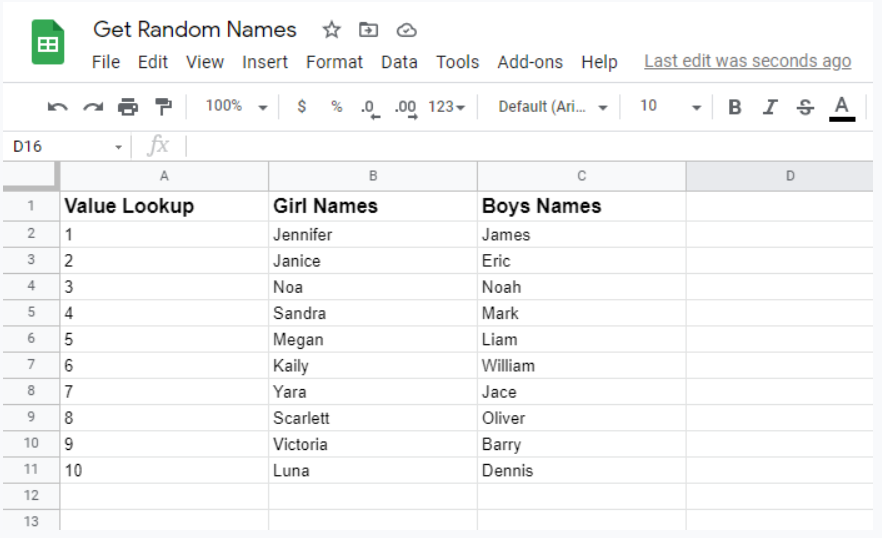 Get Random Names
File Edit View Insert Format Data Tools Add-ons Help Last edit was seconds ago
100% $ % .0 .00 123 Default (Ari... 10 B I S A
D16 fx
A B C D
1 Value Lookup Girl Names Boys Names
2 1 Jennifer James
3 2 Janice Eric
4 3 Noa Noah
5 4 Sandra Mark
6 5 Megan Liam
7 6 Kaily William
8 7 Yara Jace
9 8 Scarlett Oliver
10 9 Victoria Barry
11 10 Luna Dennis
12
13